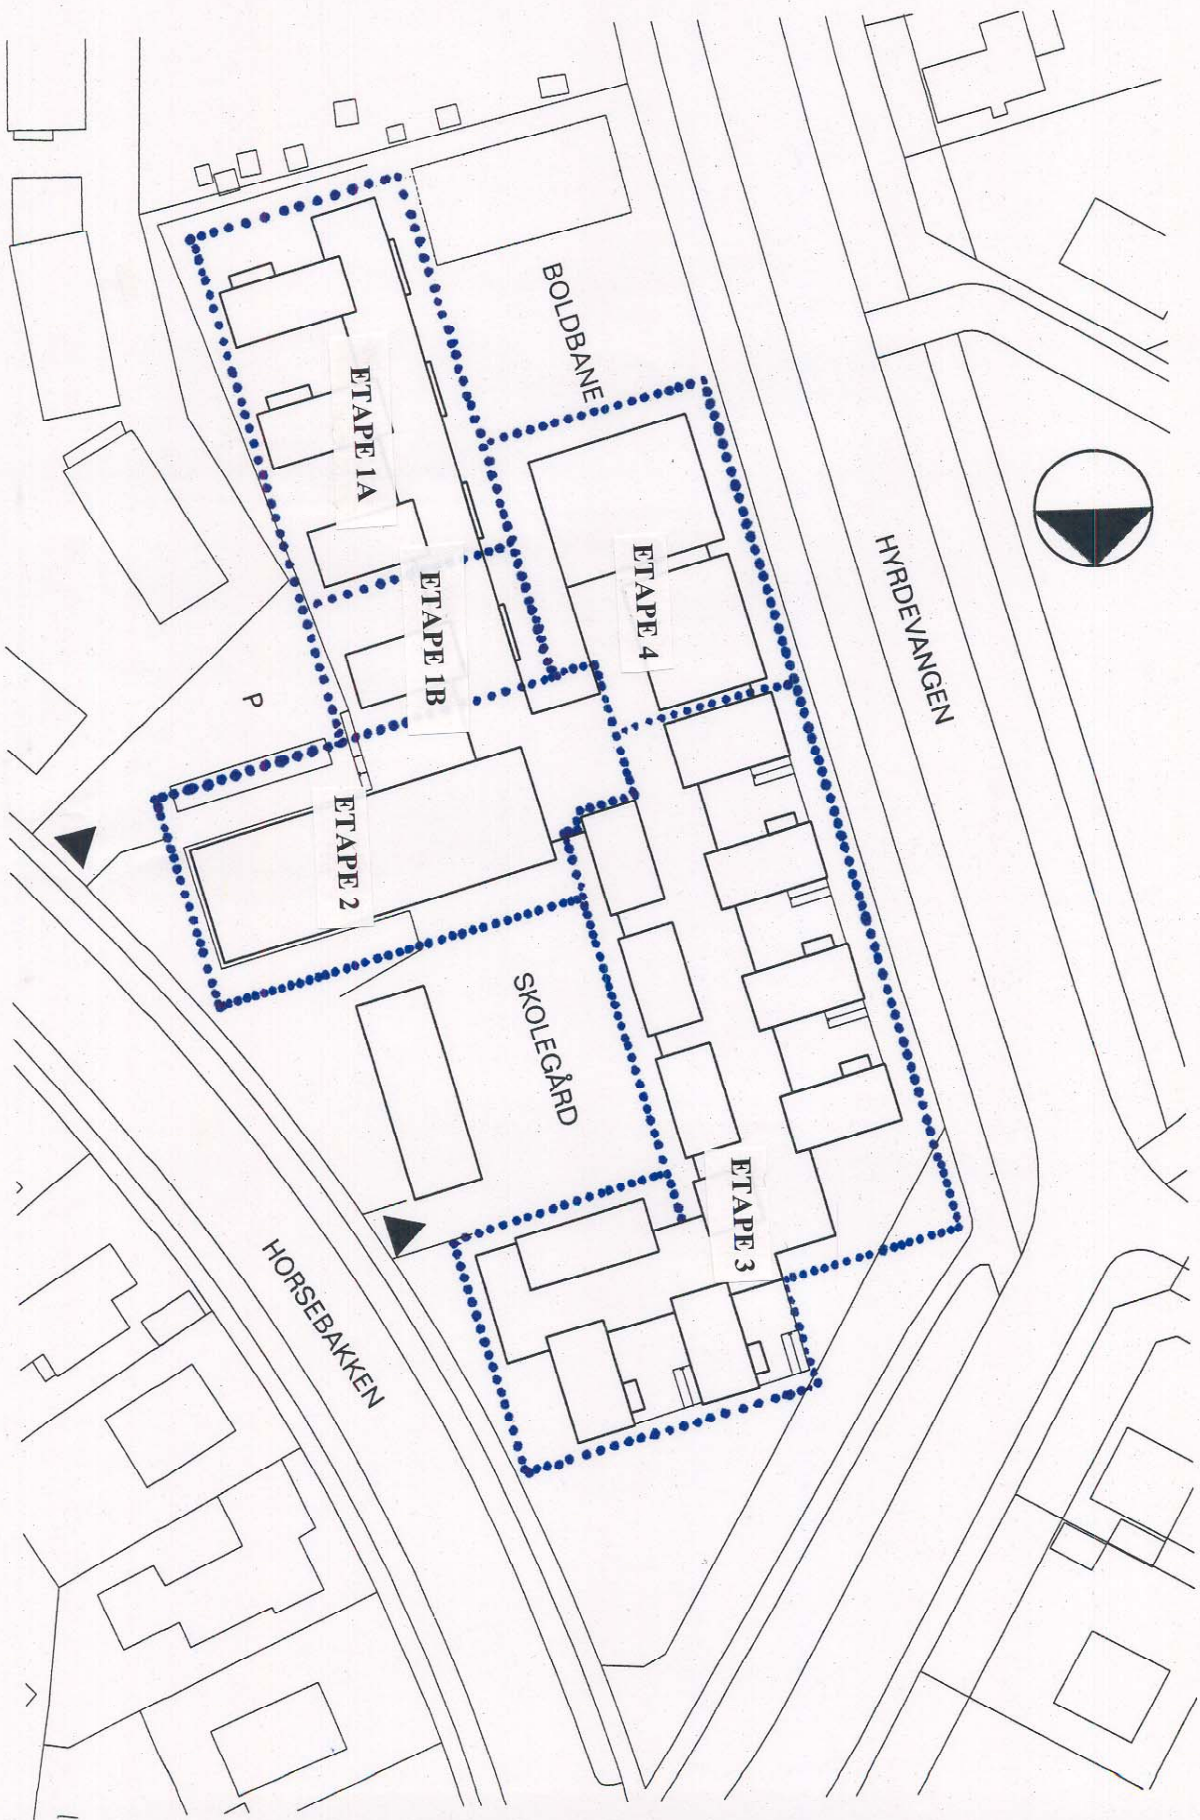 HYRDEVANGEN
BOLDBANE
ETAPE 4
ETAPE 1A
ETAPE 1B
ETAPE 3
SKOLEGÅRD
ETAPE 2
P
HORSEBAKKEN